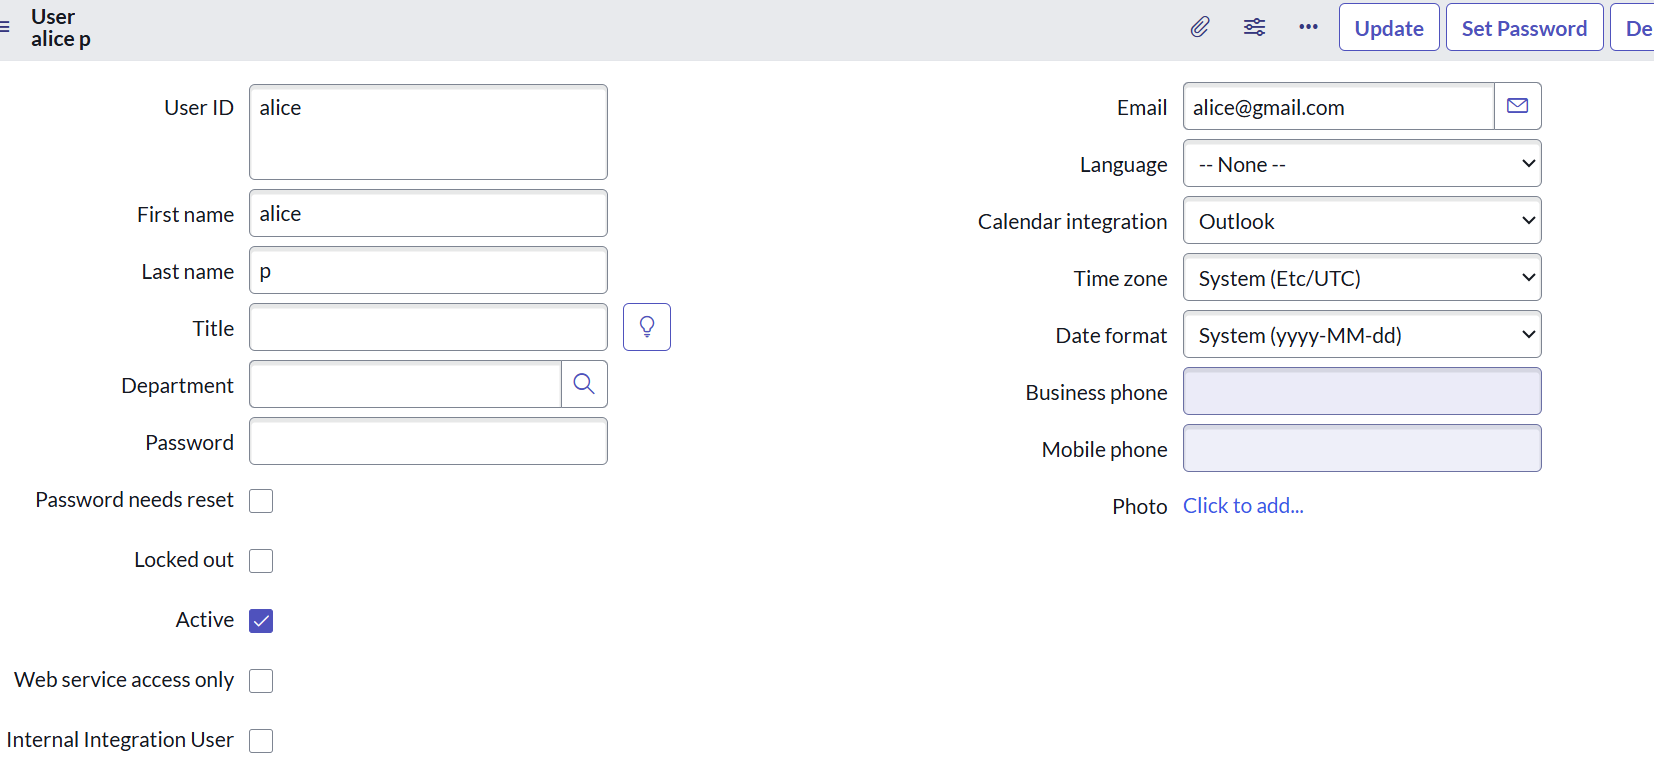 User
alice p
Update
Set Password
De
User ID
alice
First name
alice
Last name
p
Title
Department
Password
Password needs reset
Locked out
Active
Web service access only
Internal Integration User
Email
alice@gmail.com
Language
-- None --
Calendar integration
Outlook
Time zone
System (Etc/UTC)
Date format
System (yyyy-MM-dd)
Business phone
Mobile phone
Photo
Click to add...